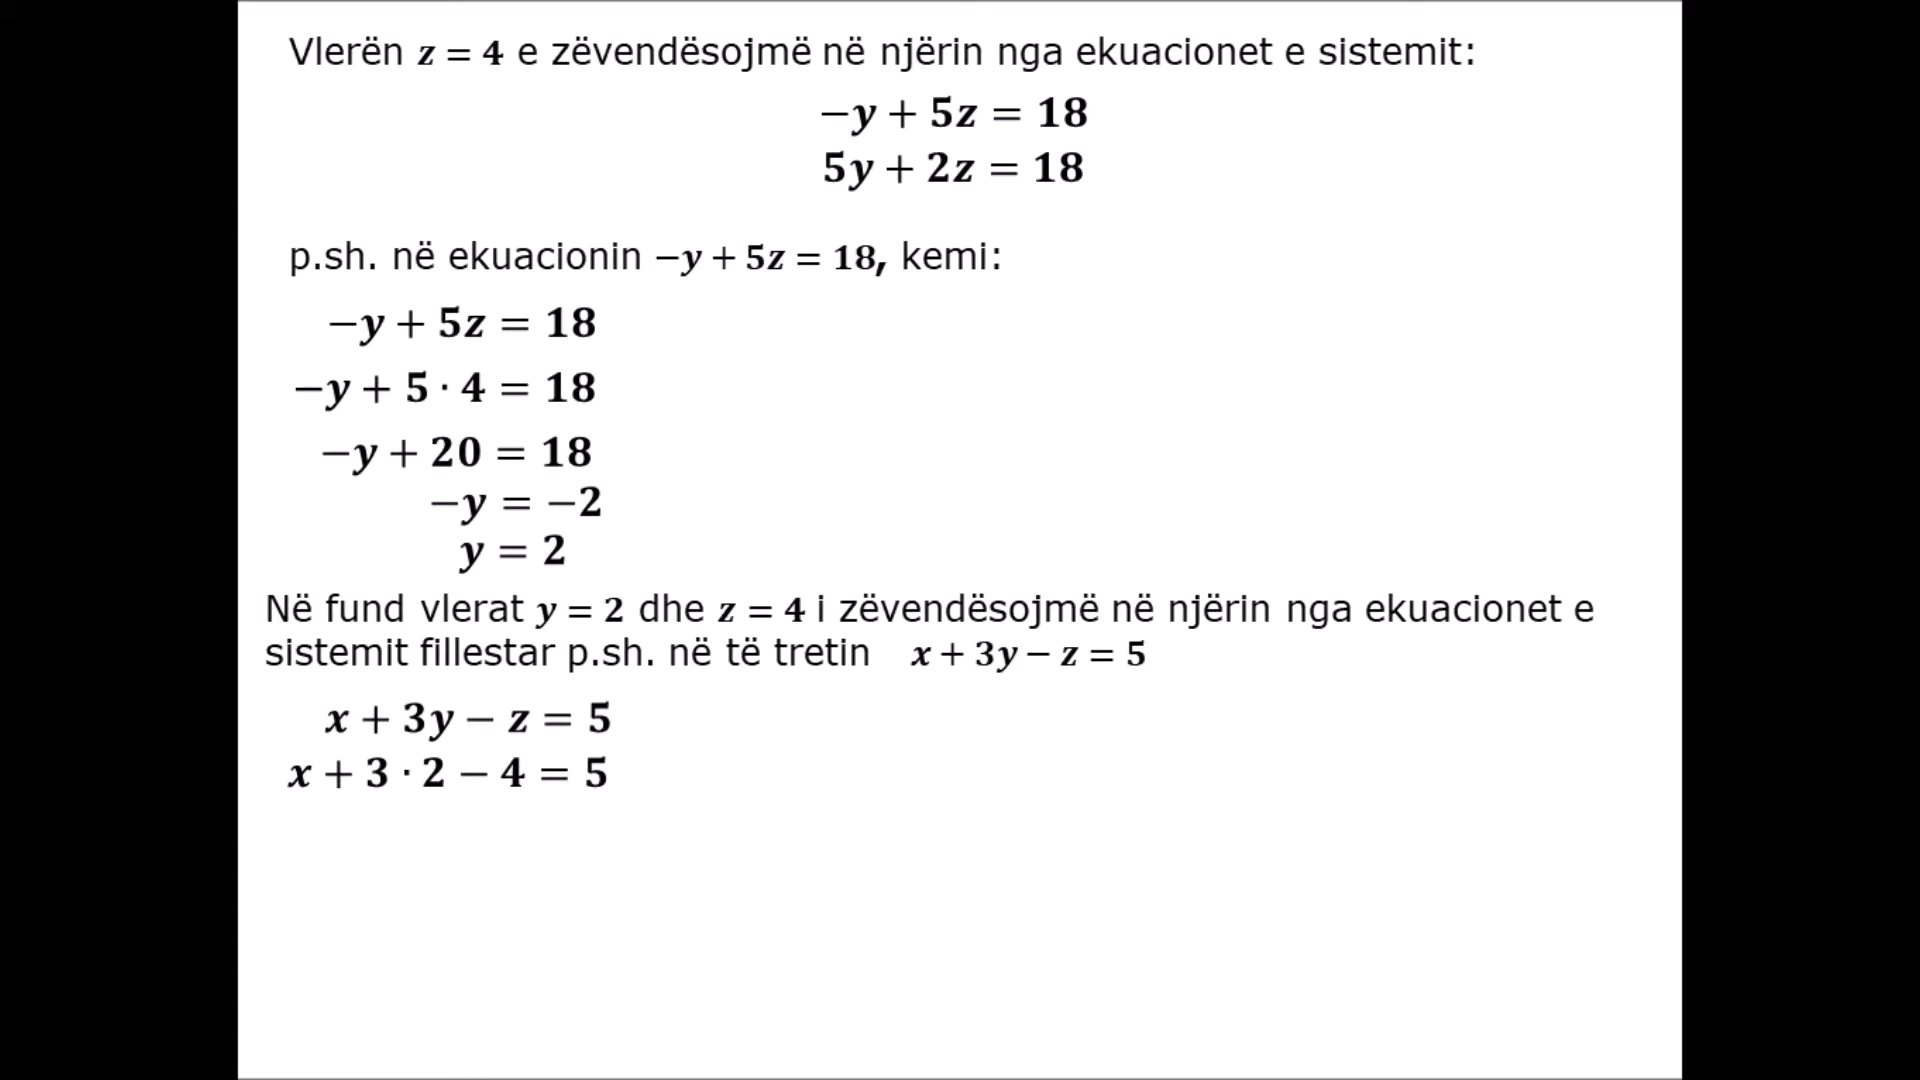 Vlerën z = 4 e zëvendësojmë në njërin nga ekuacionet e sistemit:
−y + 5z = 18
5y + 2z = 18
p.sh. në ekuacionin −y + 5z = 18, kemi:
−y + 5z = 18
−y + 5 · 4 = 18
−y + 20 = 18
−y = −2
y = 2
Në fund vlerat y = 2 dhe z = 4 i zëvendësojmë në njërin nga ekuacionet e
sistemit fillestar p.sh. në të tretin x + 3y − z = 5
x + 3y − z = 5
x + 3 · 2 − 4 = 5